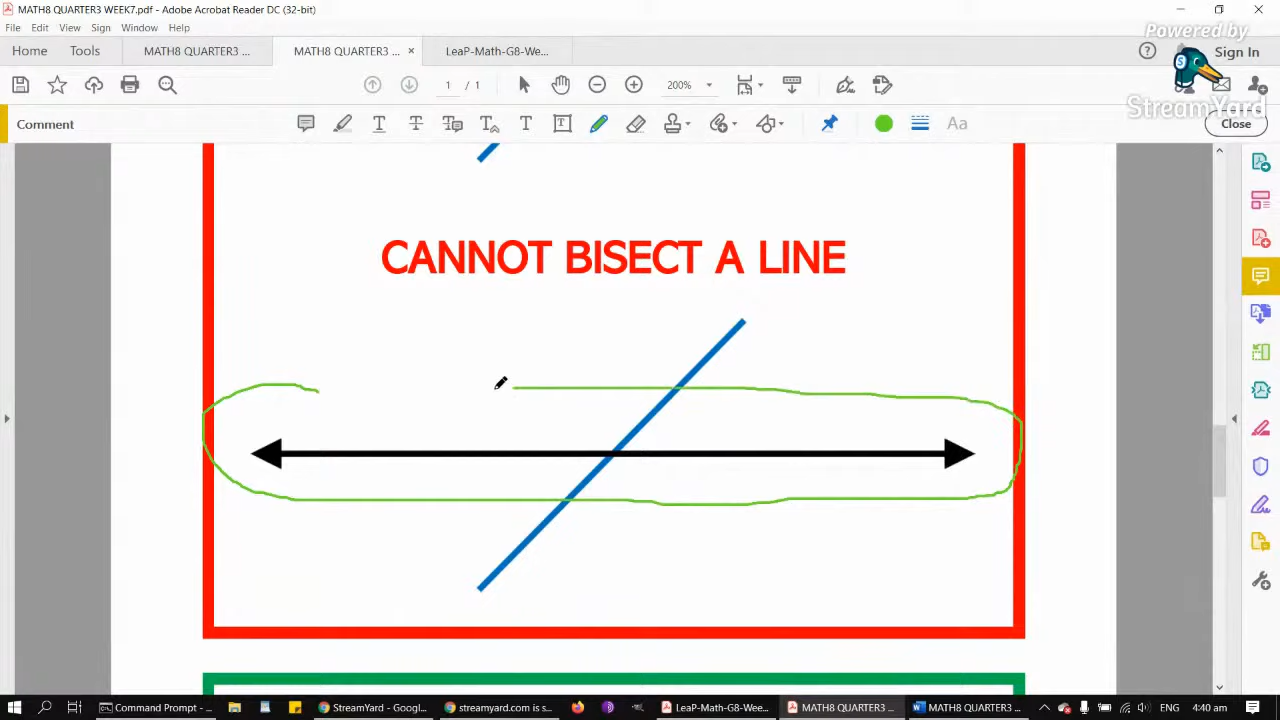 MATH8 QUARTER3 WEEK7.pdf - Adobe Acrobat Reader DC (32-bit)
File Edit View Sign Window Help
Powered by
StreamYard
Home Tools MATH8 QUARTER3 ... MATH8 QUARTER3 ... × LeaP-Math-G8-We... Sign In
1 / 1 200%
Comment Aa Close
CANNOT BISECT A LINE
Command Prompt - ... StreamYard - Googl... streamyard.com is s... LeaP-Math-G8-Wee... MATH8 QUARTER3 ... MATH8 QUARTER3 ... 4:40 am